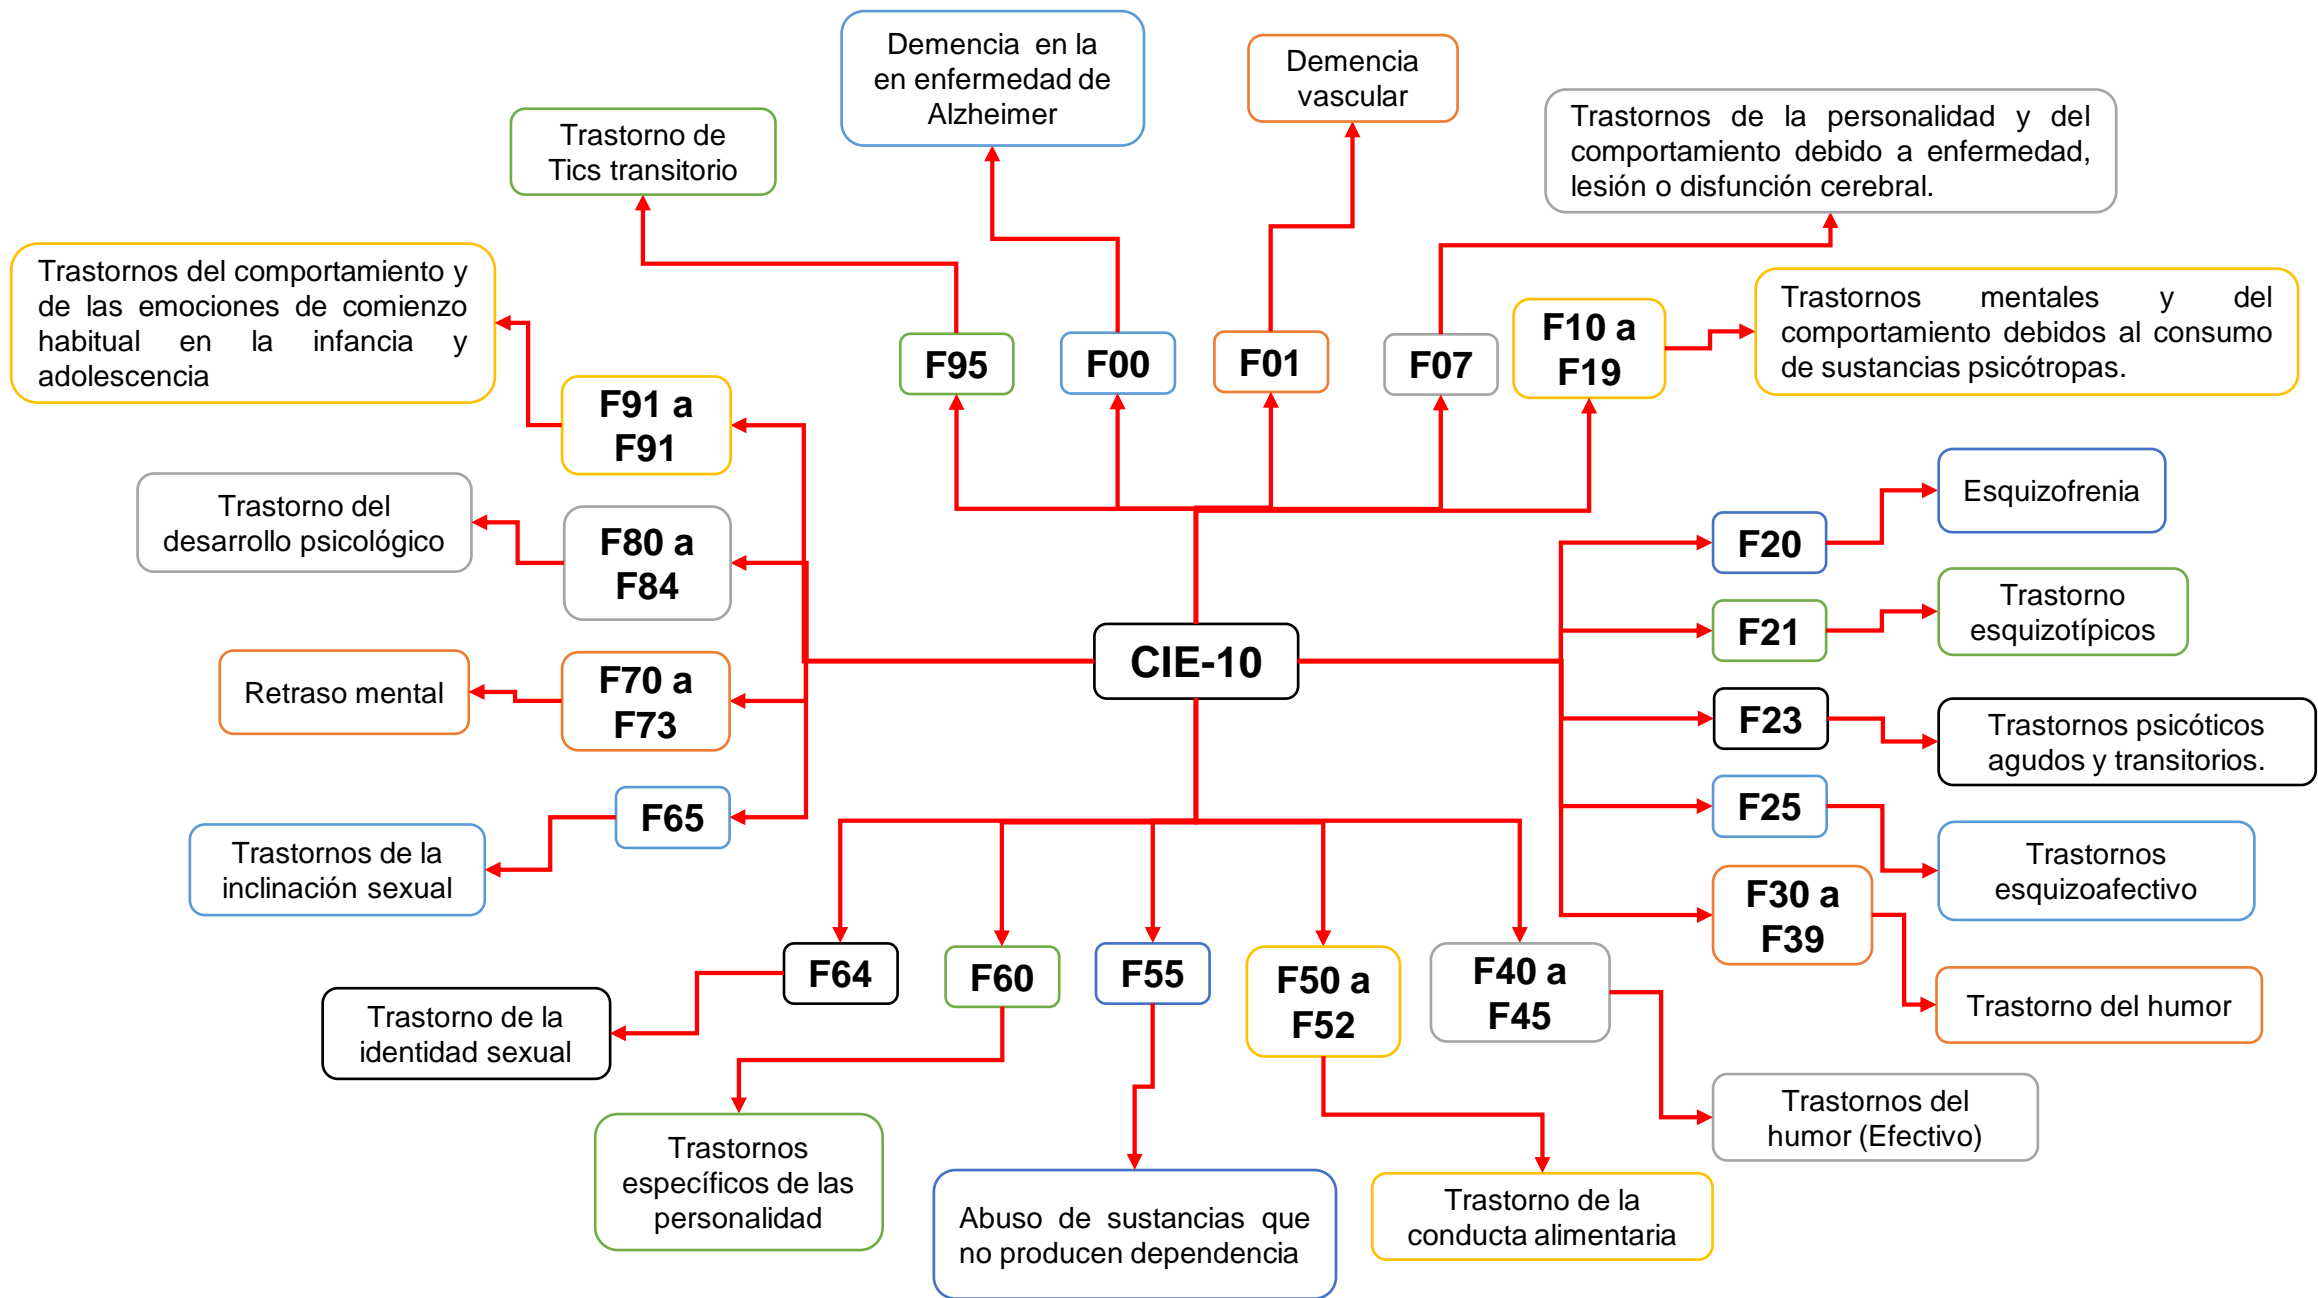 Demencia en la
en enfermedad de
Alzheimer
Demencia
vascular
Trastorno de
Tics transitorio
Trastornos de la personalidad y del
comportamiento debido a enfermedad,
lesión o disfunción cerebral.
Trastornos del comportamiento y
de las emociones de comienzo
habitual en la infancia y
adolescencia
Trastornos mentales y del
comportamiento debidos al consumo
de sustancias psicótropas.
F95
F00
F01
F07
F10 a
F19
F91 a
F91
Trastorno del
desarrollo psicológico
F80 a
F84
Esquizofrenia
F20
Trastorno
esquizotípicos
F21
CIE-10
Retraso mental
F70 a
F73
F23
Trastornos psicóticos
agudos y transitorios.
F65
Trastornos de la
inclinación sexual
F25
Trastornos
esquizoafectivo
F30 a
F39
Trastorno del humor
F64
F60
F55
F50 a
F52
F40 a
F45
Trastorno de la
identidad sexual
Trastornos
específicos de las
personalidad
Abuso de sustancias que
no producen dependencia
Trastorno de la
conducta alimentaria
Trastornos del
humor (Efectivo)